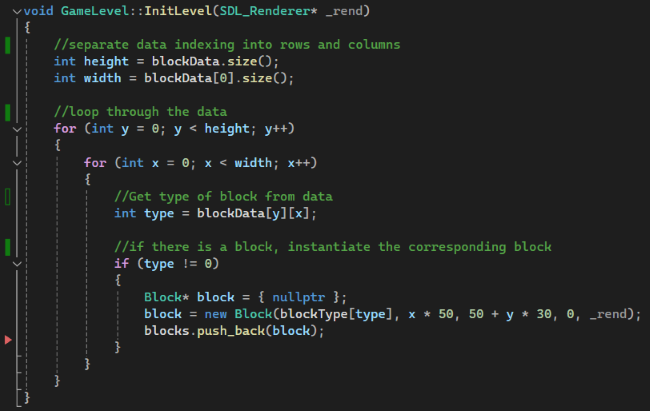 void GameLevel::InitLevel(SDL_Renderer* _rend)
{
    //separate data indexing into rows and columns
    int height = blockData.size();
    int width = blockData[0].size();

    //loop through the data
    for (int y = 0; y < height; y++)
    {
        for (int x = 0; x < width; x++)
        {
            //Get type of block from data
            int type = blockData[y][x];

            //if there is a block, instantiate the corresponding block
            if (type != 0)
            {
                Block* block = { nullptr };
                block = new Block(blockType[type], x * 50, 50 + y * 30, 0, _rend);
                blocks.push_back(block);
            }
        }
    }
}